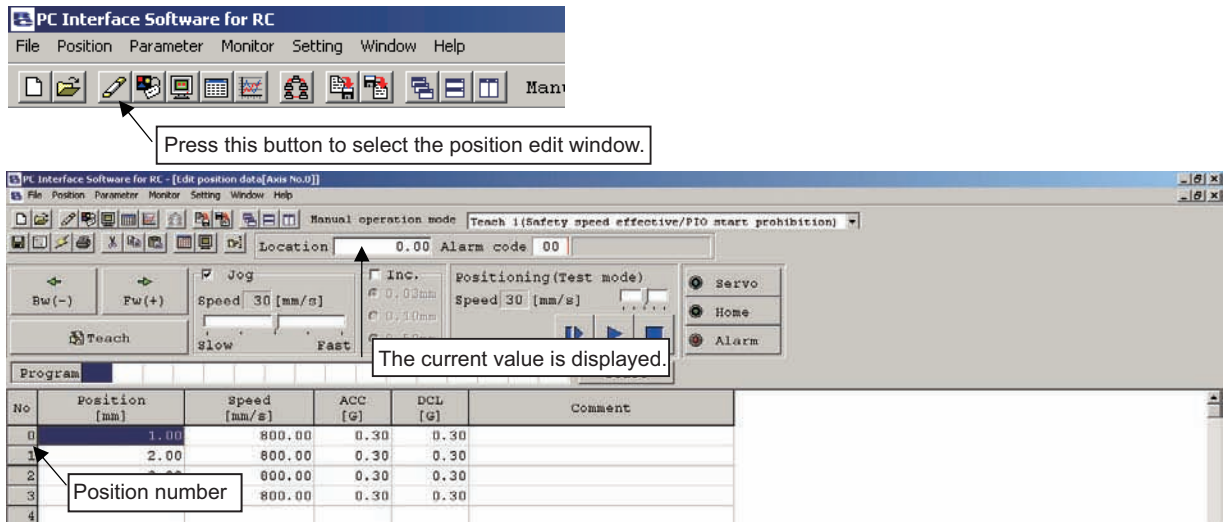 PC Interface Software for RC
File Position Parameter Monitor Setting Window Help
Manu
Press this button to select the position edit window.
PC Interface Software for RC - [Edit position data[Axis No.0]]
File Position Parameter Monitor Setting Window Help
Manual operation mode Teach 1(Safety speed effective/PIO start prohibition)
Location 0.00 Alarm code 00
Jog Inc. Positioning(Test mode)
Bw(-) Fw(+) Speed 30 [mm/s] 0.03mm Speed 30 [mm/s] Servo
0.10mm Home
Teach Slow Fast Alarm
The current value is displayed.
Program
No Position [mm] Speed [mm/s] ACC [G] DCL [G] Comment
0 1.00 800.00 0.30 0.30
1 2.00 800.00 0.30 0.30
2 800.00 0.30 0.30
3 800.00 0.30 0.30
Position number
4